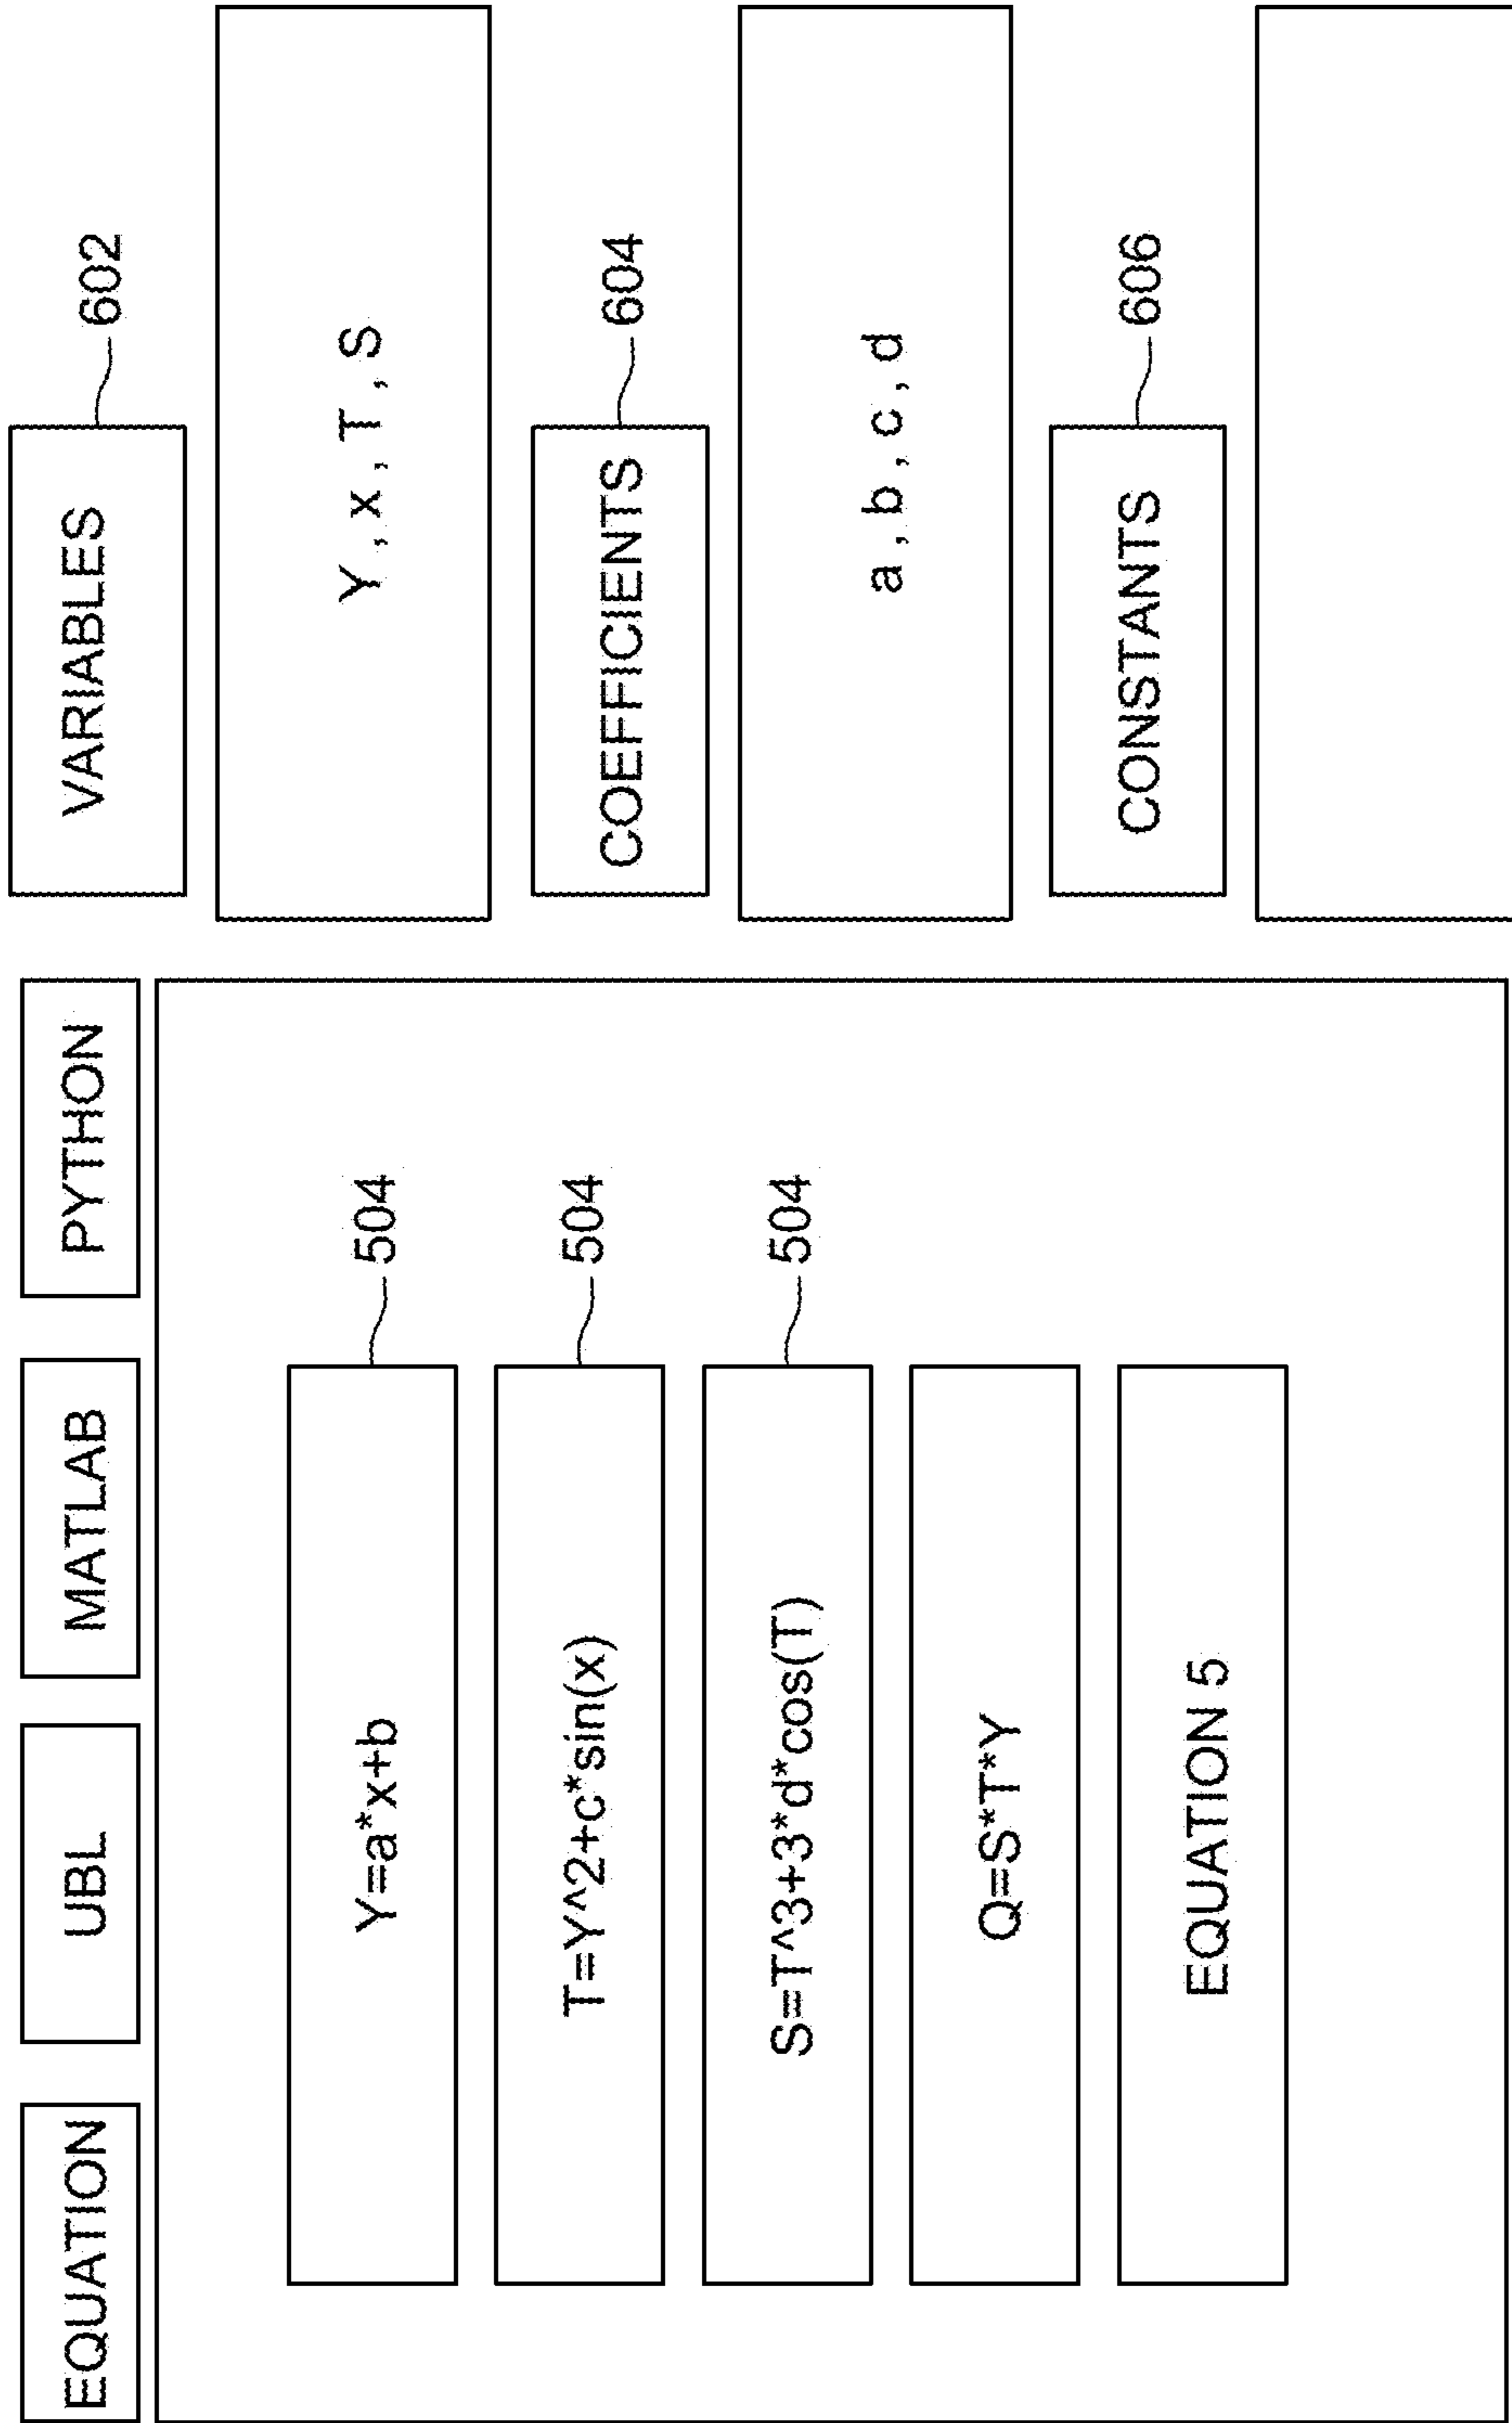 EQUATION
UBL
MATLAB
PYTHON
Y=a*x+b
504
T=Y^2+c*sin(x)
504
S=T^3+3*d*cos(T)
504
Q=S*T*Y
EQUATION 5
VARIABLES
602
Y , x , T , S
COEFFICIENTS
604
a , b , c , d
CONSTANTS
606